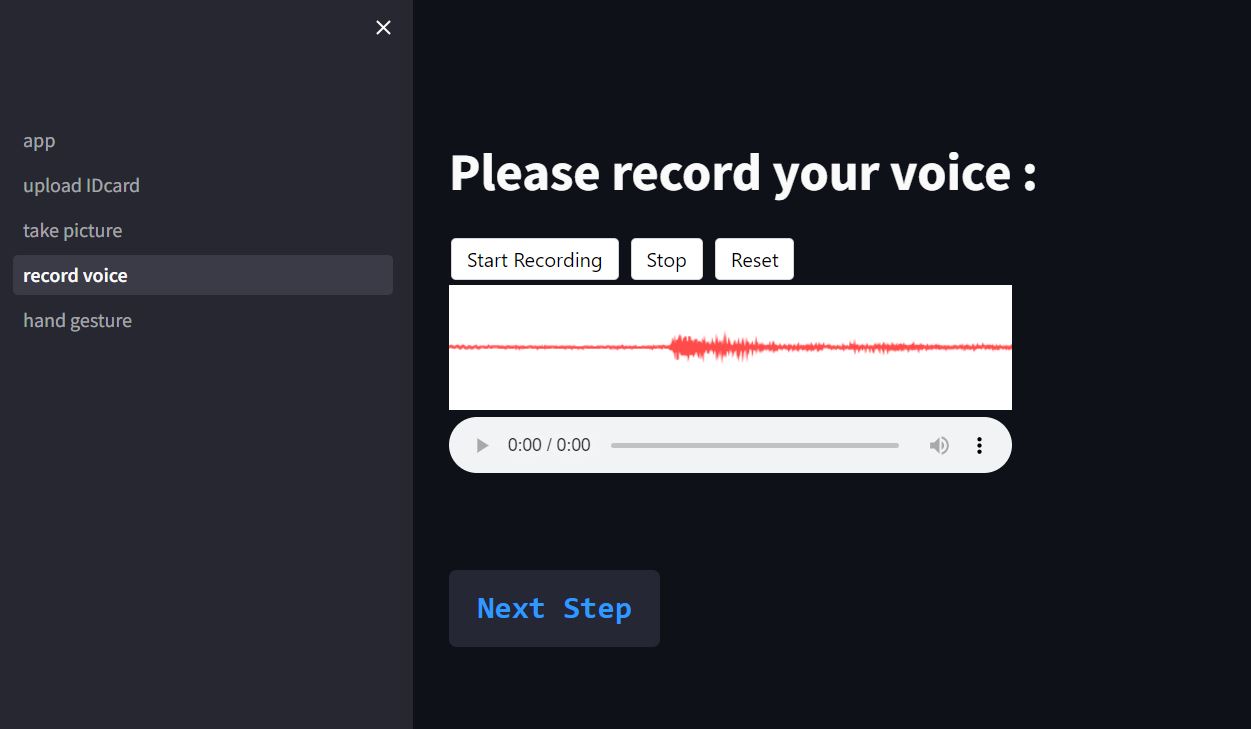 app
upload IDcard
take picture
record voice
hand gesture
Please record your voice :
Start Recording Stop Reset
0:00 / 0:00
Next Step